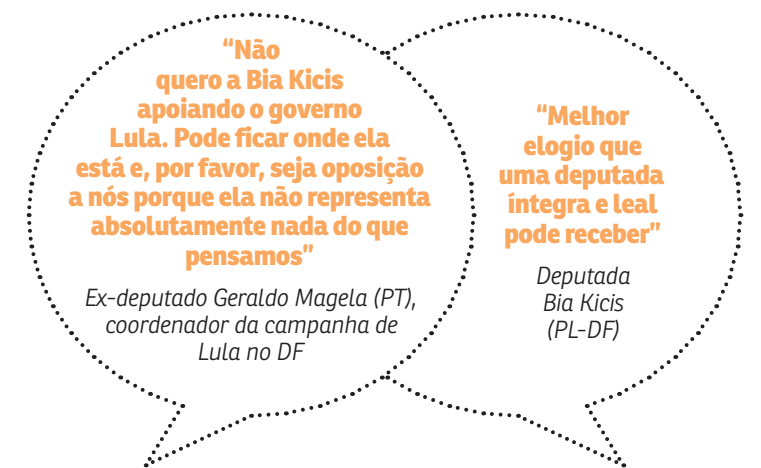 “Não
quero a Bia Kicis
apoiando o governo
Lula. Pode ficar onde ela
está e, por favor, seja oposição
a nós porque ela não representa
absolutamente nada do que
pensamos”
Ex-deputado Geraldo Magela (PT),
coordenador da campanha de
Lula no DF
“Melhor
elogio que
uma deputada
íntegra e leal
pode receber”
Deputada
Bia Kicis
(PL-DF)